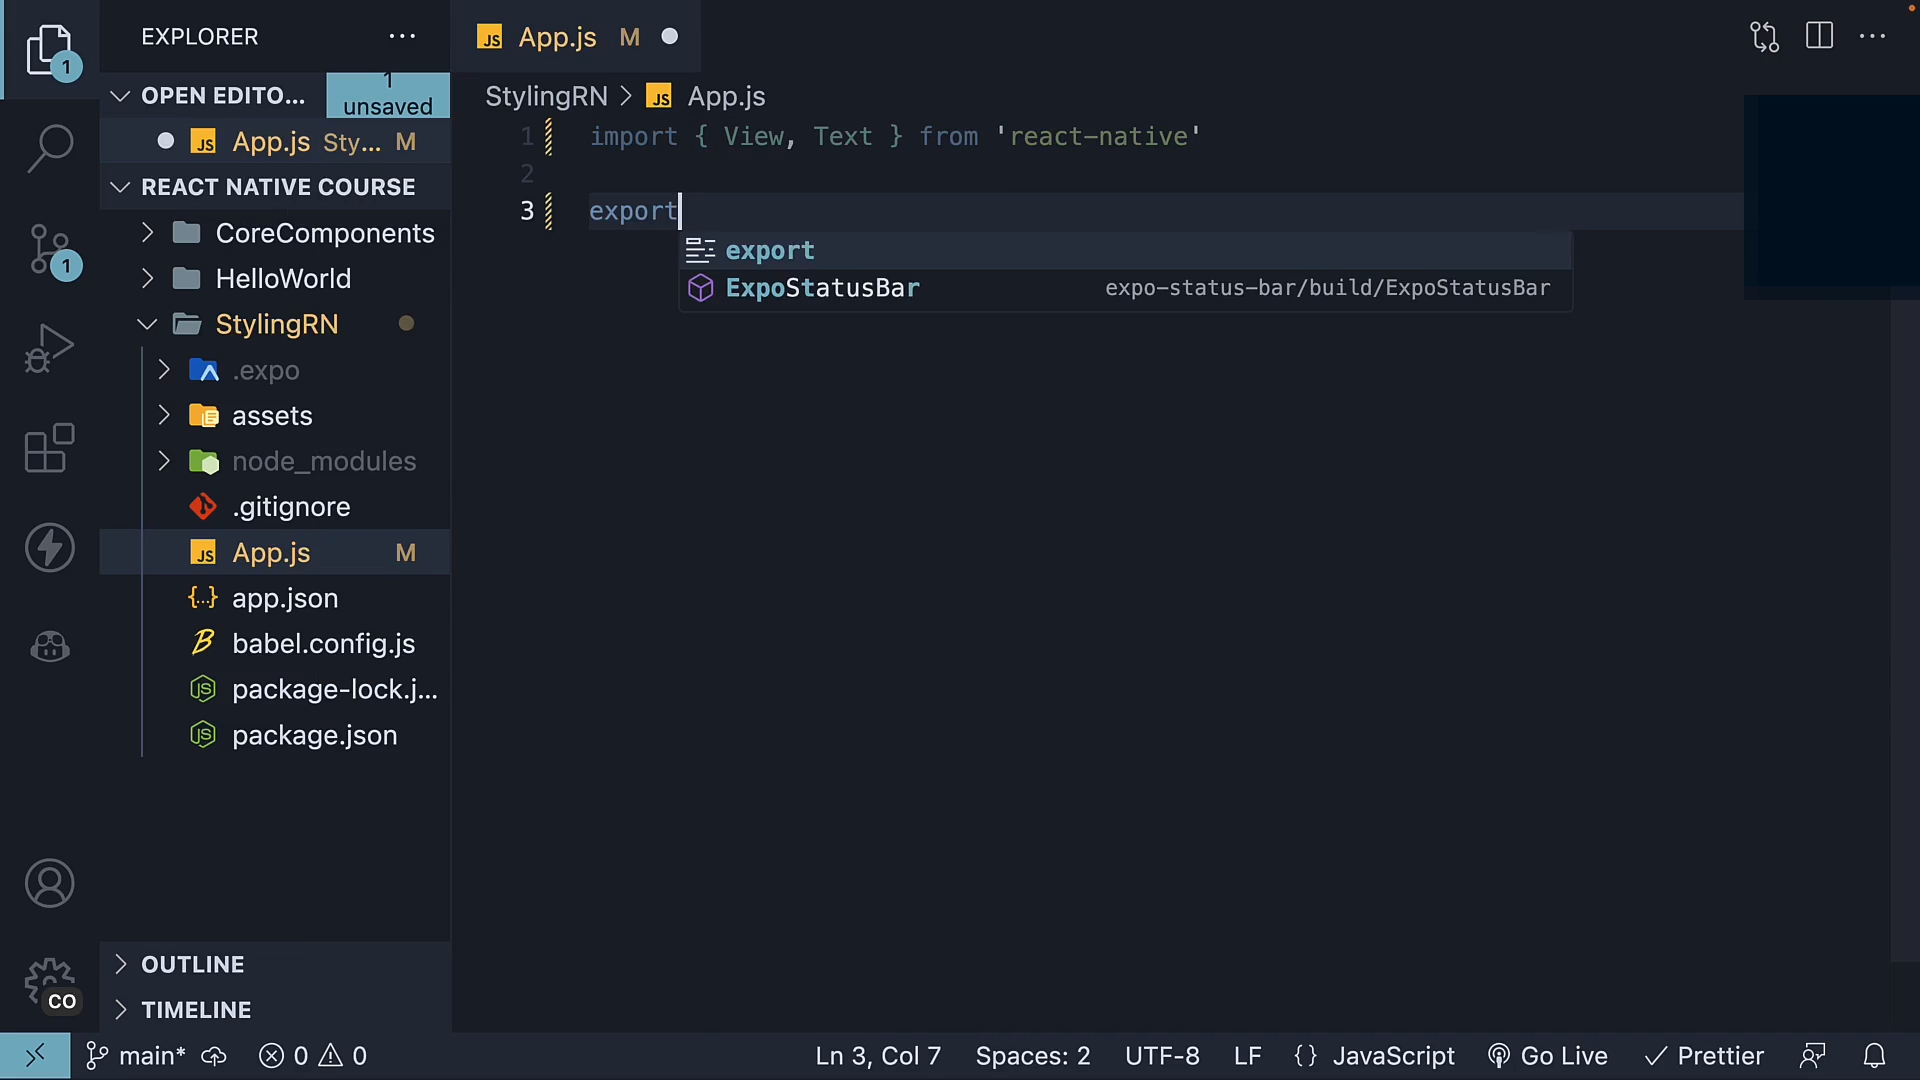 EXPLORER
App.js M
OPEN EDITO... 1 unsaved
App.js Sty... M
REACT NATIVE COURSE
CoreComponents
HelloWorld
StylingRN
.expo
assets
node_modules
.gitignore
App.js M
app.json
babel.config.js
package-lock.j...
package.json
OUTLINE
TIMELINE
StylingRN > App.js
1 import { View, Text } from 'react-native'
2
3 export
export
ExpoStatusBar expo-status-bar/build/ExpoStatusBar
1
1
CO
main* 0 0 Ln 3, Col 7 Spaces: 2 UTF-8 LF {} JavaScript Go Live Prettier